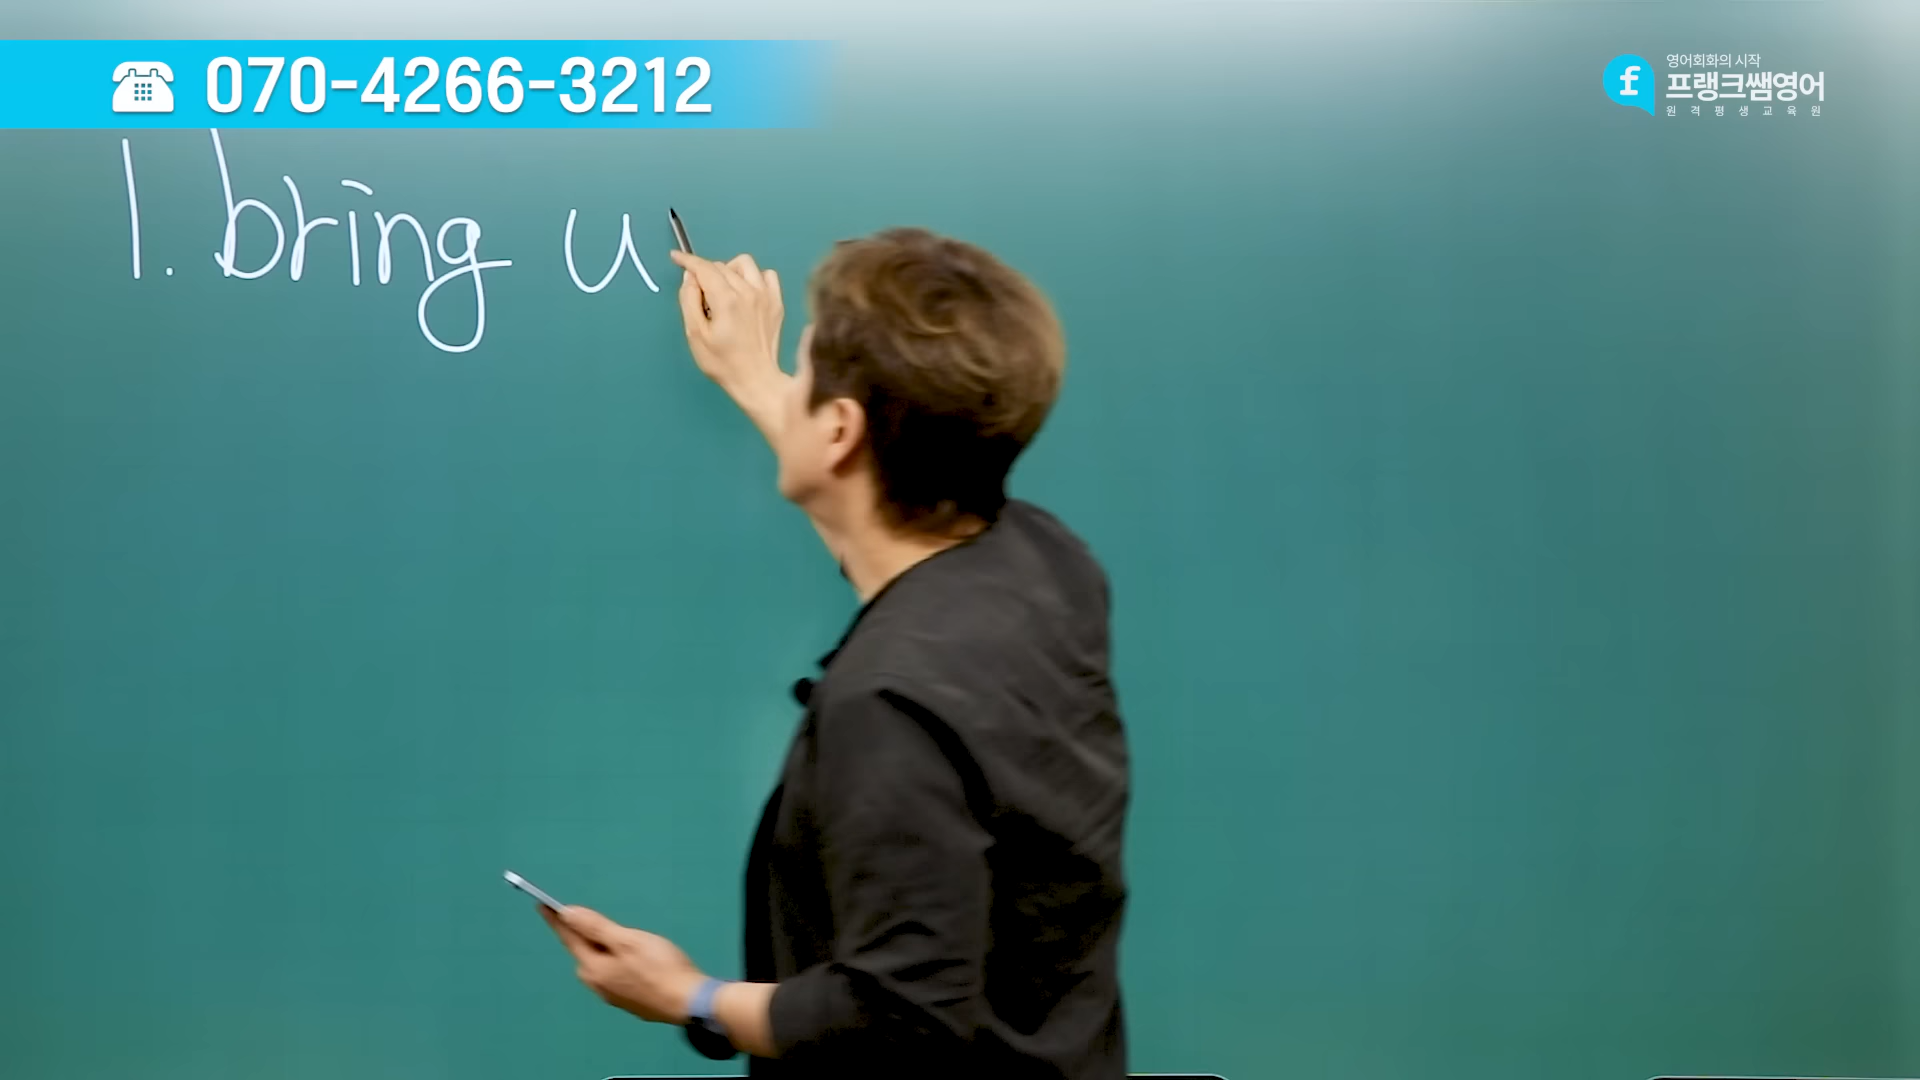 070-4266-3212
영어회화의 시작
프랭크쌤영어
원격평생교육원
1. bring u